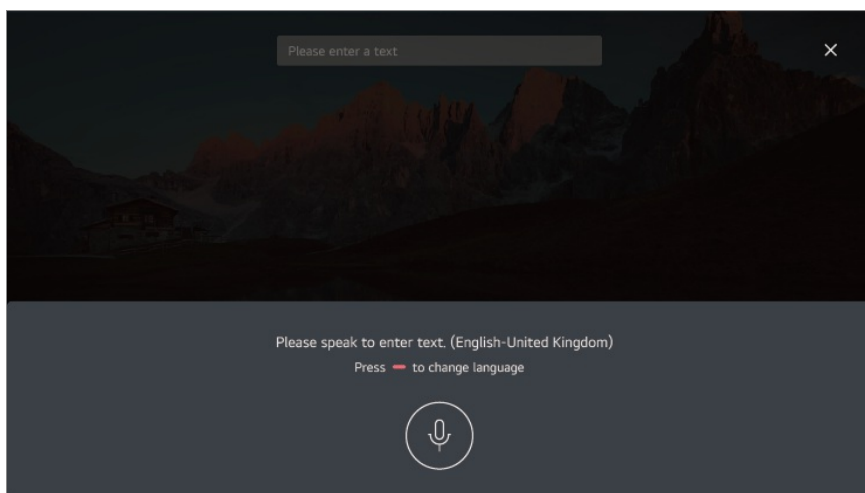 Please enter a text
Please speak to enter text. (English-United Kingdom)
Press to change language